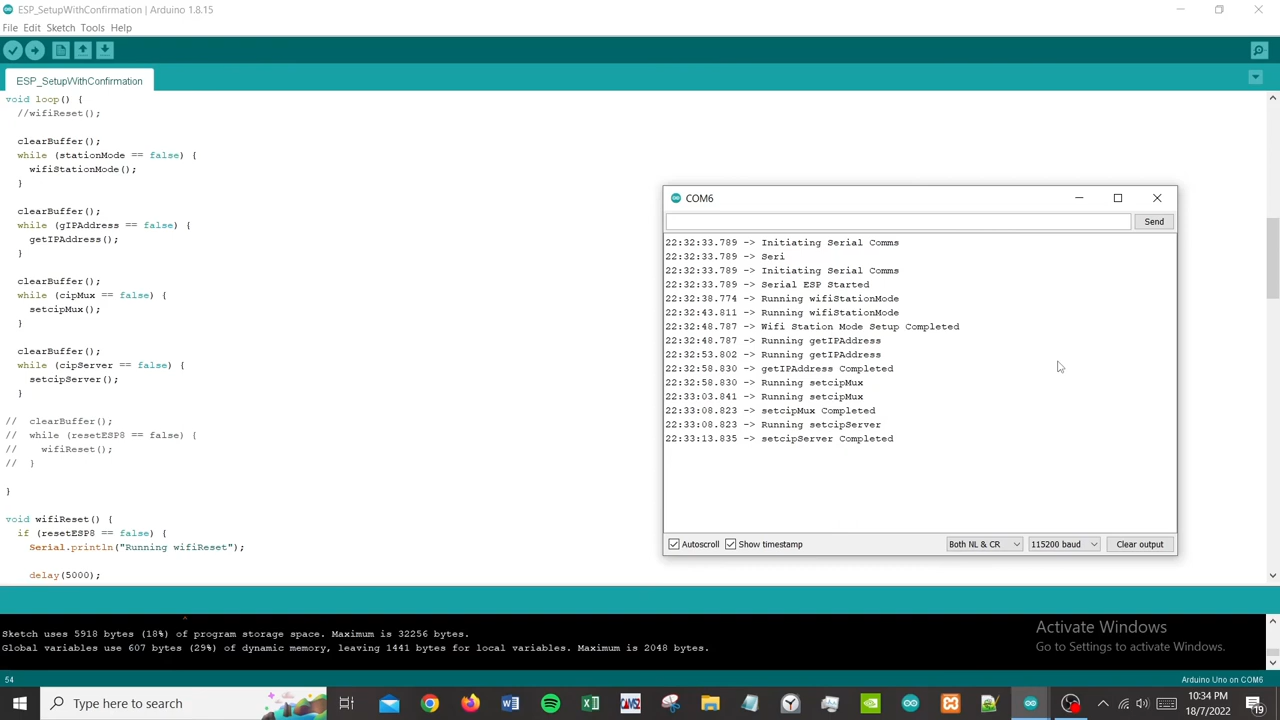 ESP_SetupWithConfirmation | Arduino 1.8.15
File Edit Sketch Tools Help
ESP_SetupWithConfirmation
void loop() {
//wifiReset();
clearBuffer();
while (stationMode == false) {
wifiStationMode();
}
clearBuffer();
while (gIPAddress == false) {
getIPAddress();
}
clearBuffer();
while (cipMux == false) {
setcipMux();
}
clearBuffer();
while (cipServer == false) {
setcipServer();
}
// clearBuffer();
// while (resetESP8 == false) {
// wifiReset();
// }
}
void wifiReset() {
if (resetESP8 == false) {
Serial.println("Running wifiReset");
delay(5000);
COM6
Send
22:32:33.789 -> Initiating Serial Comms
22:32:33.789 -> Seri
22:32:33.789 -> Initiating Serial Comms
22:32:33.789 -> Serial ESP Started
22:32:38.774 -> Running wifiStationMode
22:32:43.811 -> Running wifiStationMode
22:32:48.787 -> Wifi Station Mode Setup Completed
22:32:48.787 -> Running getIPAddress
22:32:53.802 -> Running getIPAddress
22:32:58.830 -> getIPAddress Completed
22:32:58.830 -> Running setcipMux
22:33:03.841 -> Running setcipMux
22:33:08.823 -> setcipMux Completed
22:33:08.823 -> Running setcipServer
22:33:13.835 -> setcipServer Completed
Autoscroll Show timestamp Both NL & CR 115200 baud Clear output
Sketch uses 5918 bytes (18%) of program storage space. Maximum is 32256 bytes.
Global variables use 607 bytes (29%) of dynamic memory, leaving 1441 bytes for local variables. Maximum is 2048 bytes.
Activate Windows
Go to Settings to activate Windows.
54
Arduino Uno on COM6
Type here to search
10:34 PM
18/7/2022
19